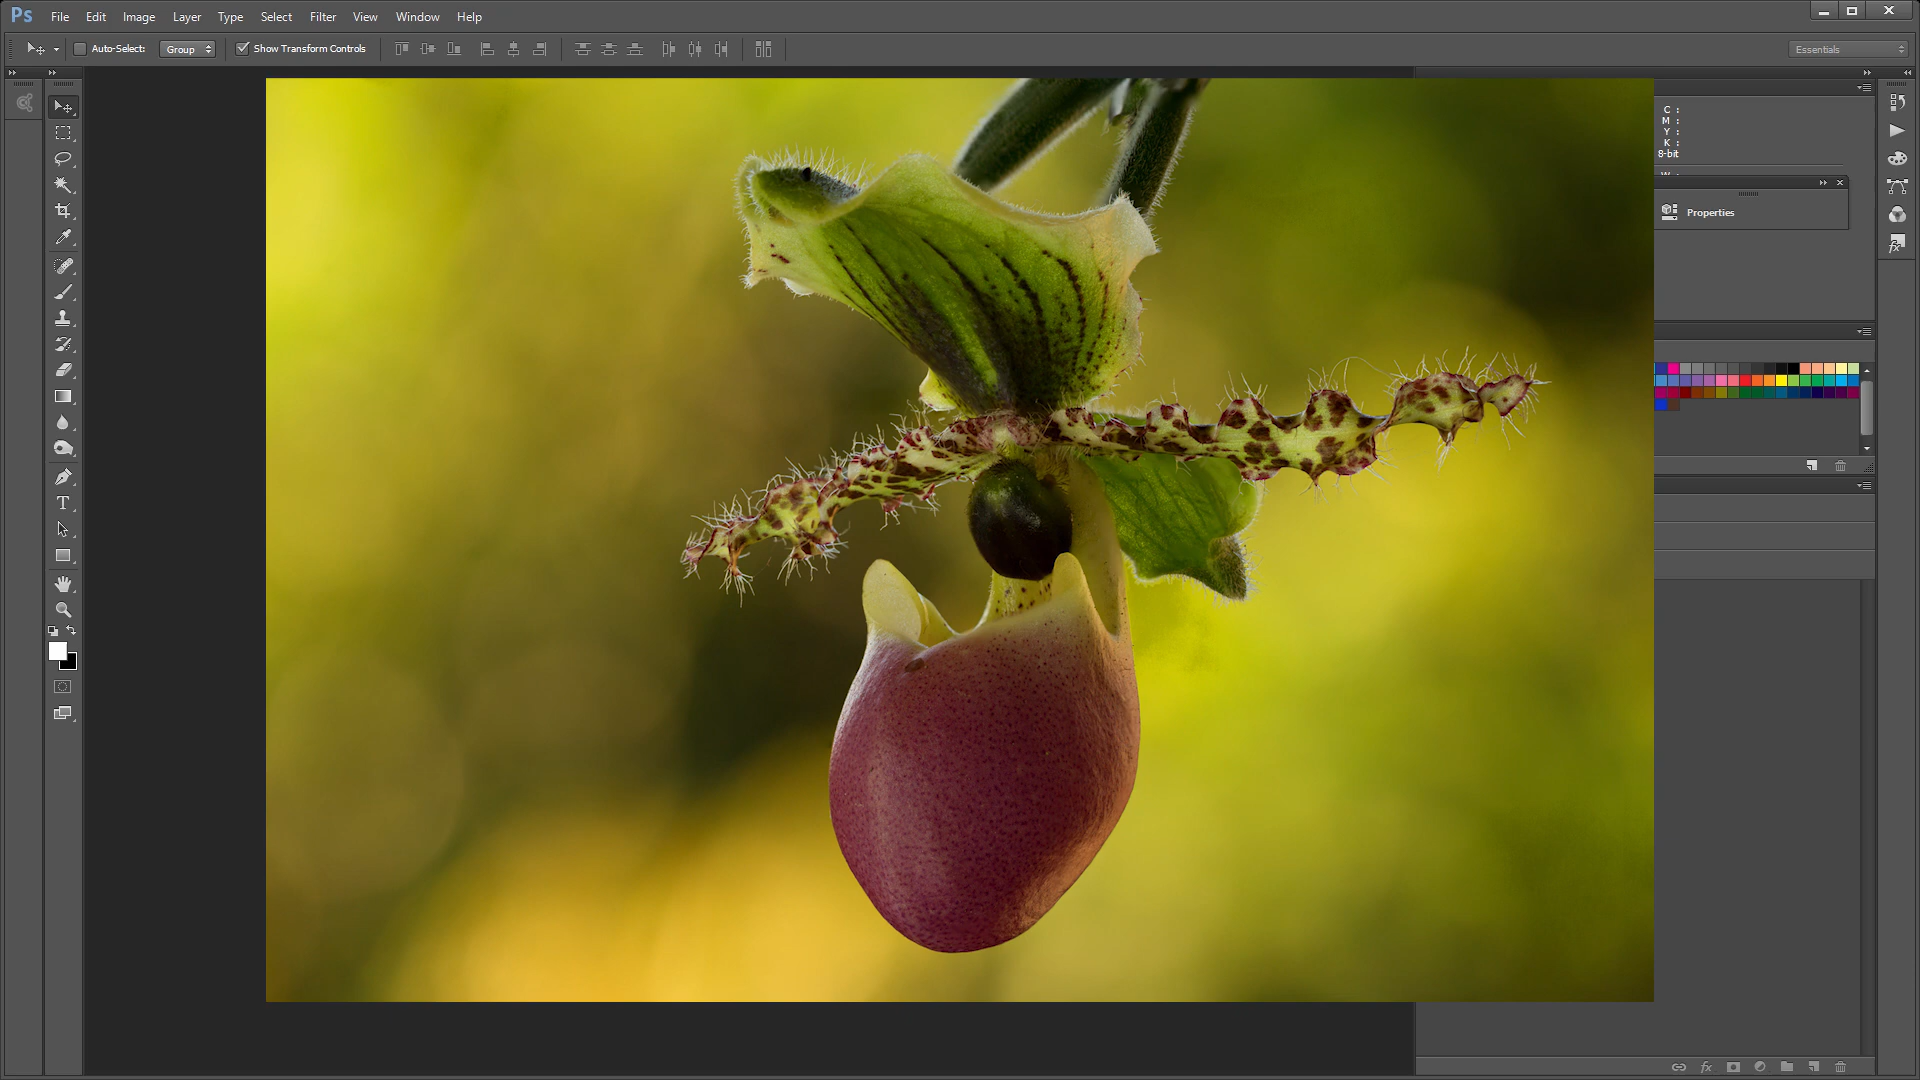 Ps File Edit Image Layer Type Select Filter View Window Help
Auto-Select: Group Show Transform Controls Essentials
C :
M :
Y :
K :
8-bit
Properties